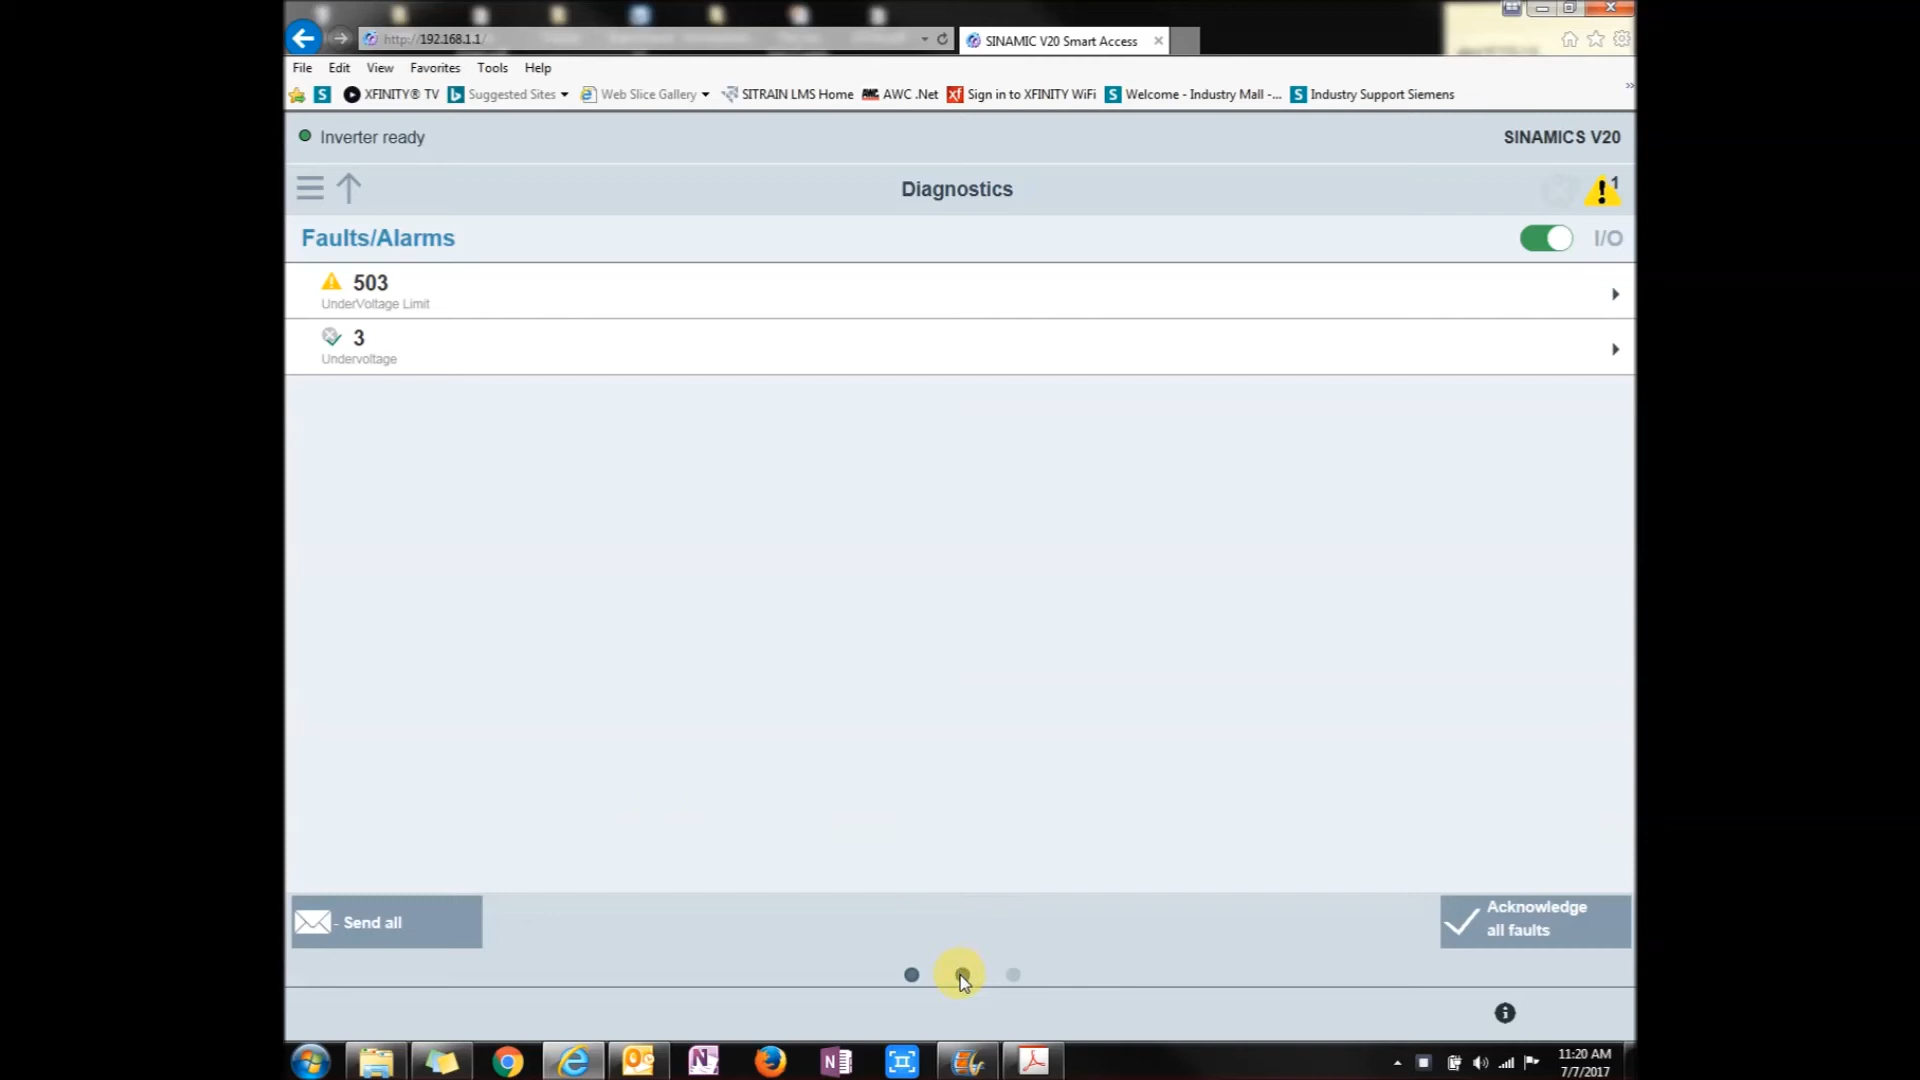 http://192.168.1.1/
SINAMIC V20 Smart Access
File Edit View Favorites Tools Help
XFINITY® TV Suggested Sites Web Slice Gallery SITRAIN LMS Home AWC .Net Sign in to XFINITY WiFi Welcome - Industry Mall -... Industry Support Siemens
Inverter ready
SINAMICS V20
Diagnostics
1
Faults/Alarms
I/O
503
UnderVoltage Limit
3
Undervoltage
- Send all
Acknowledge
all faults
11:20 AM
7/7/2017